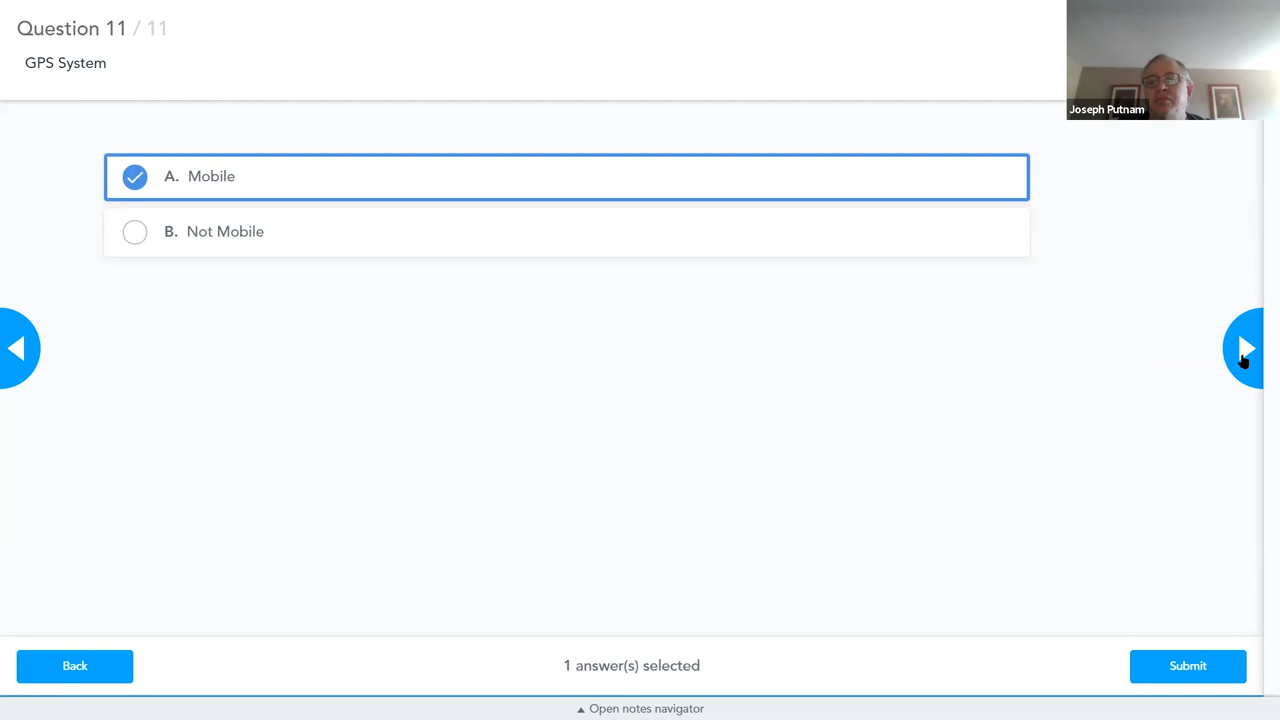 Question 11 / 11
GPS System
Joseph Putnam
A. Mobile
B. Not Mobile
Back
1 answer(s) selected
Submit
Open notes navigator